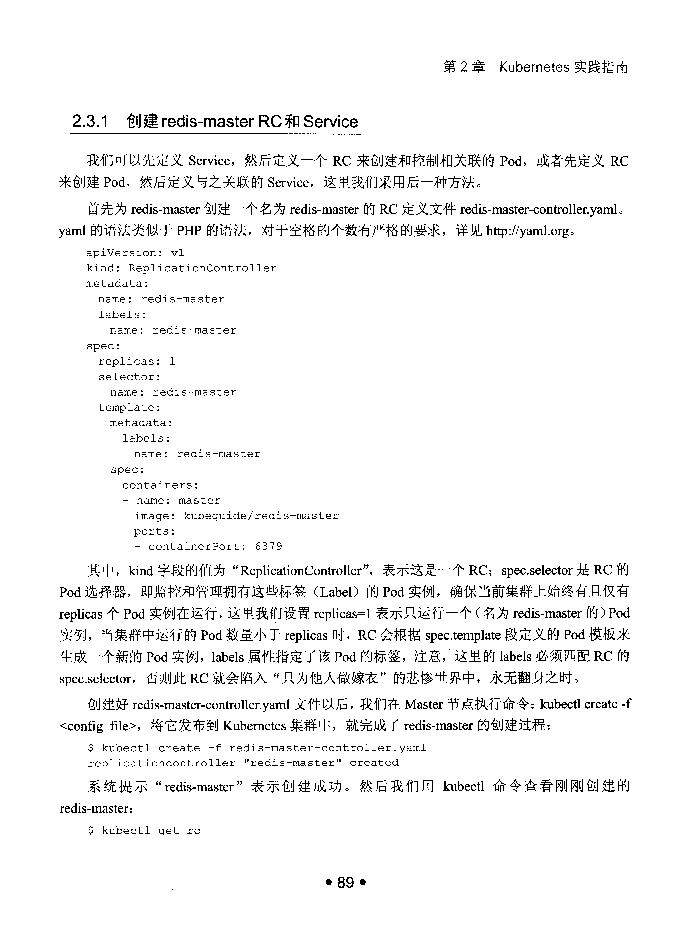 第 2 章 Kubernetes 实践指南
2.3.1 创建 redis-master RC 和 Service
我们可以先定义 Service，然后定义一个 RC 来创建和控制相关联的 Pod，或者先定义 RC
来创建 Pod，然后定义与之关联的 Service，这里我们采用后一种方法。
首先为 redis-master 创建一个名为 redis-master 的 RC 定义文件 redis-master-controller.yaml。
yaml 的语法类似于 PHP 的语法，对于空格的个数有严格的要求，详见 http://yaml.org。
apiVersion: v1
kind: ReplicationController
metadata:
name: redis-master
labels:
name: redis-master
spec:
replicas: 1
selector:
name: redis-master
template:
metadata:
labels:
name: redis-master
spec:
containers:
- name: master
image: kubeguide/redis-master
ports:
- containerPort: 6379
其中，kind 字段的值为“ReplicationController”，表示这是一个 RC；spec.selector 是 RC 的
Pod 选择器，即监控和管理拥有这些标签（Label）的 Pod 实例，确保当前集群上始终有且仅有
replicas 个 Pod 实例在运行，这里我们设置 replicas=1 表示只运行一个（名为 redis-master 的）Pod
实例，当集群中运行的 Pod 数量小于 replicas 时，RC 会根据 spec.template 段定义的 Pod 模板来
生成一个新的 Pod 实例，labels 属性指定了该 Pod 的标签，注意，这里的 labels 必须匹配 RC 的
spec.selector，否则此 RC 就会陷入“只为他人做嫁衣”的悲惨世界中，永无翻身之时。
创建好 redis-master-controller.yaml 文件以后，我们在 Master 节点执行命令：kubectl create -f
<config_file>，将它发布到 Kubernetes 集群中，就完成了 redis-master 的创建过程：
$ kubectl create -f redis-master-controller.yaml
replicationcontroller "redis-master" created
系统提示“redis-master”表示创建成功。然后我们用 kubectl 命令查看刚刚创建的
redis-master：
$ kubectl get rc
• 89 •